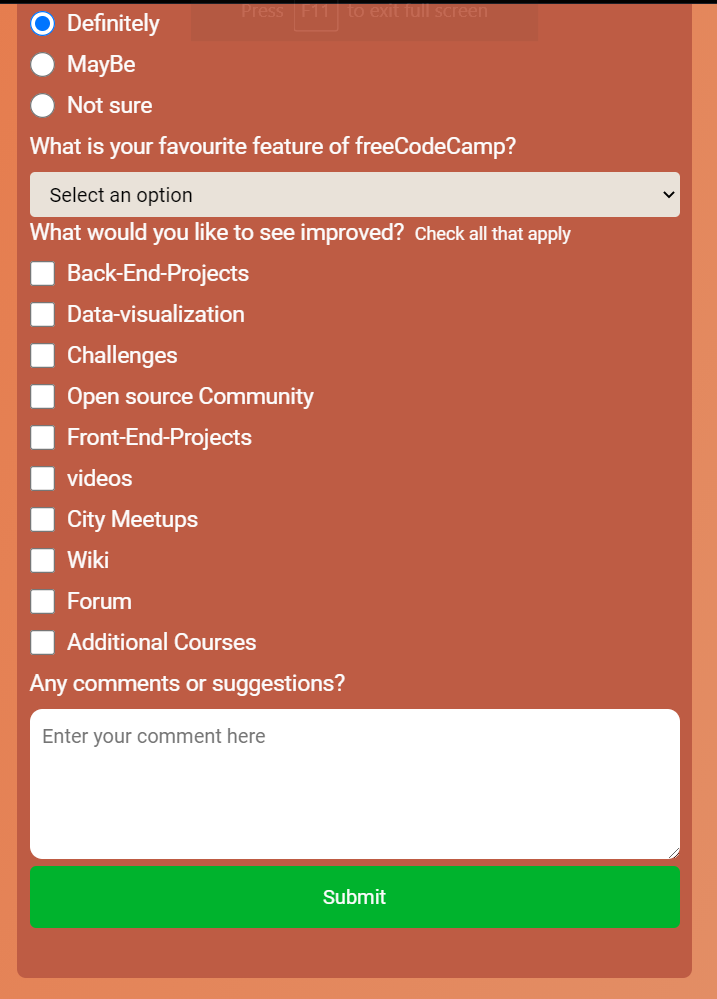 Press F11 to exit full screen
Definitely
MayBe
Not sure
What is your favourite feature of freeCodeCamp?
Select an option
What would you like to see improved? Check all that apply
Back-End-Projects
Data-visualization
Challenges
Open source Community
Front-End-Projects
videos
City Meetups
Wiki
Forum
Additional Courses
Any comments or suggestions?
Enter your comment here
Submit